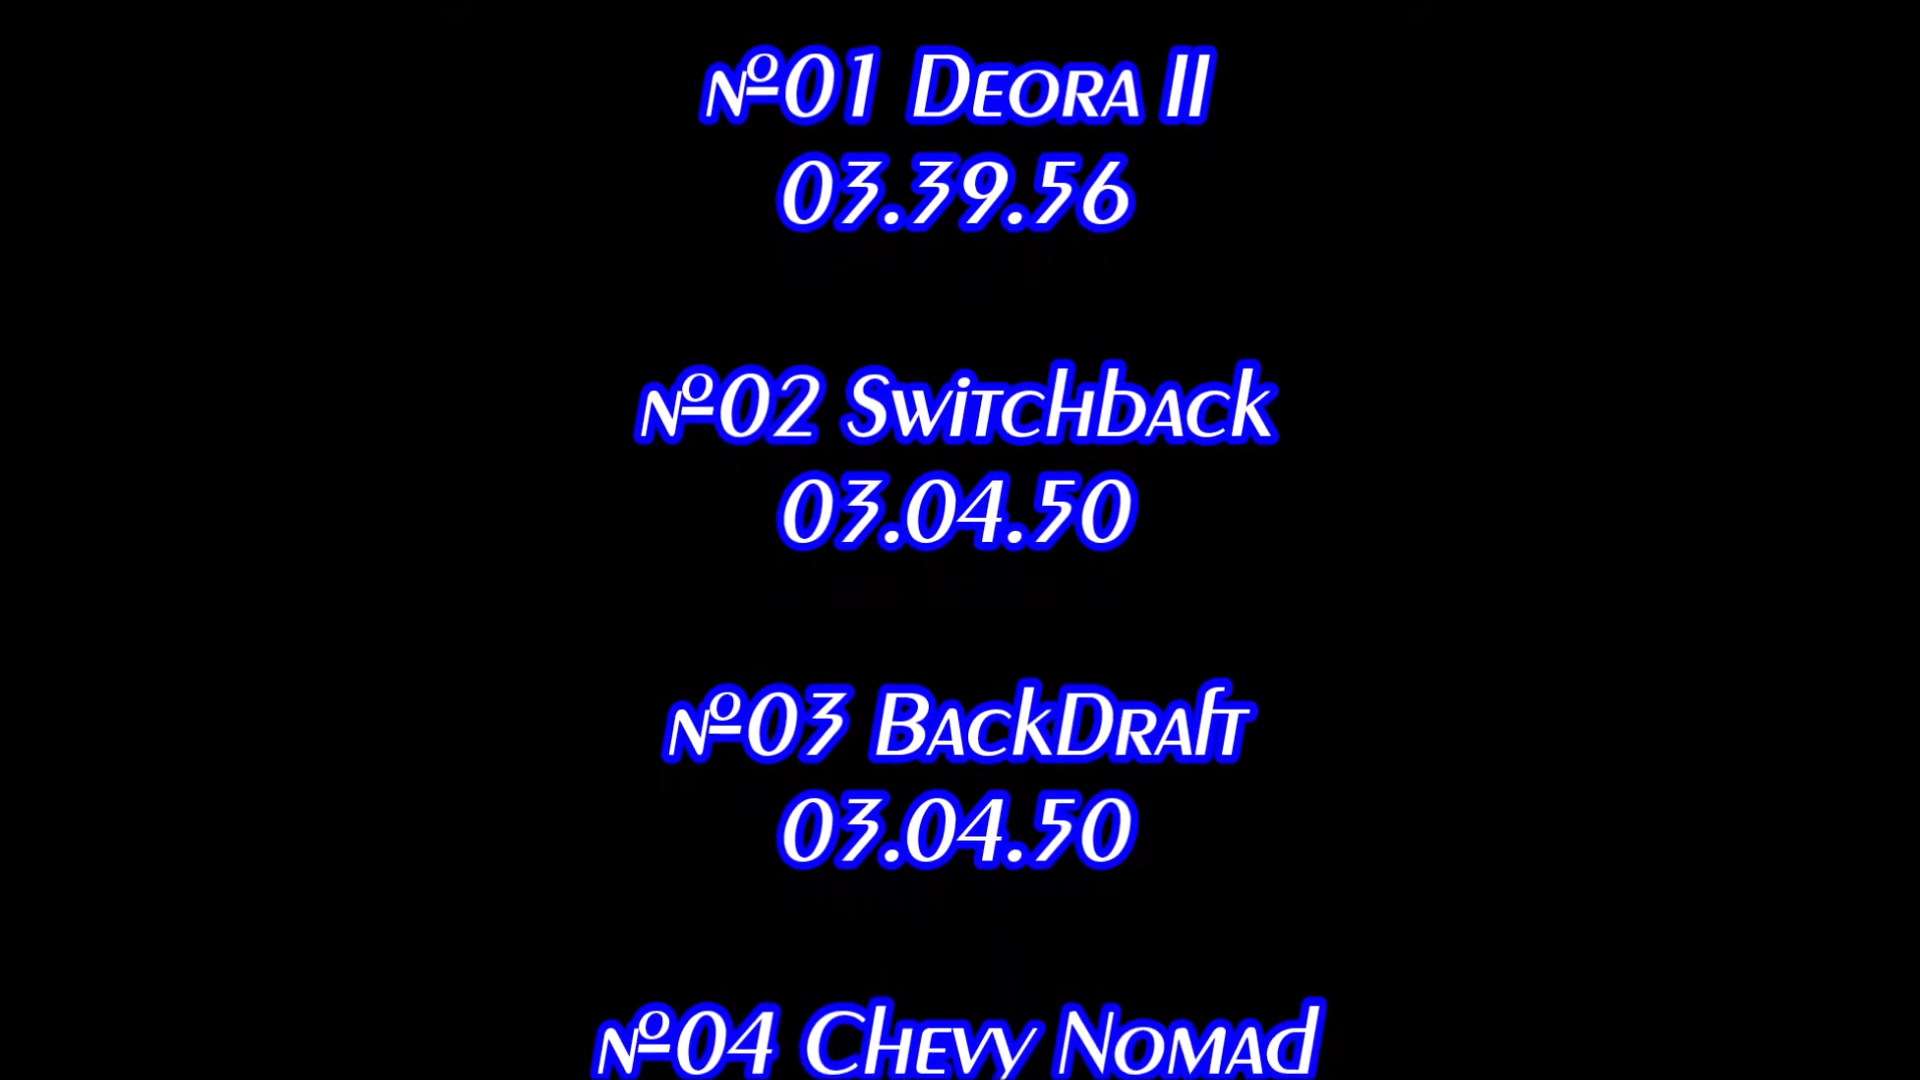 №01 Deora II
03.39.56
№02 Switchback
03.04.50
№03 BackDraft
03.04.50
№04 Chevy Nomad